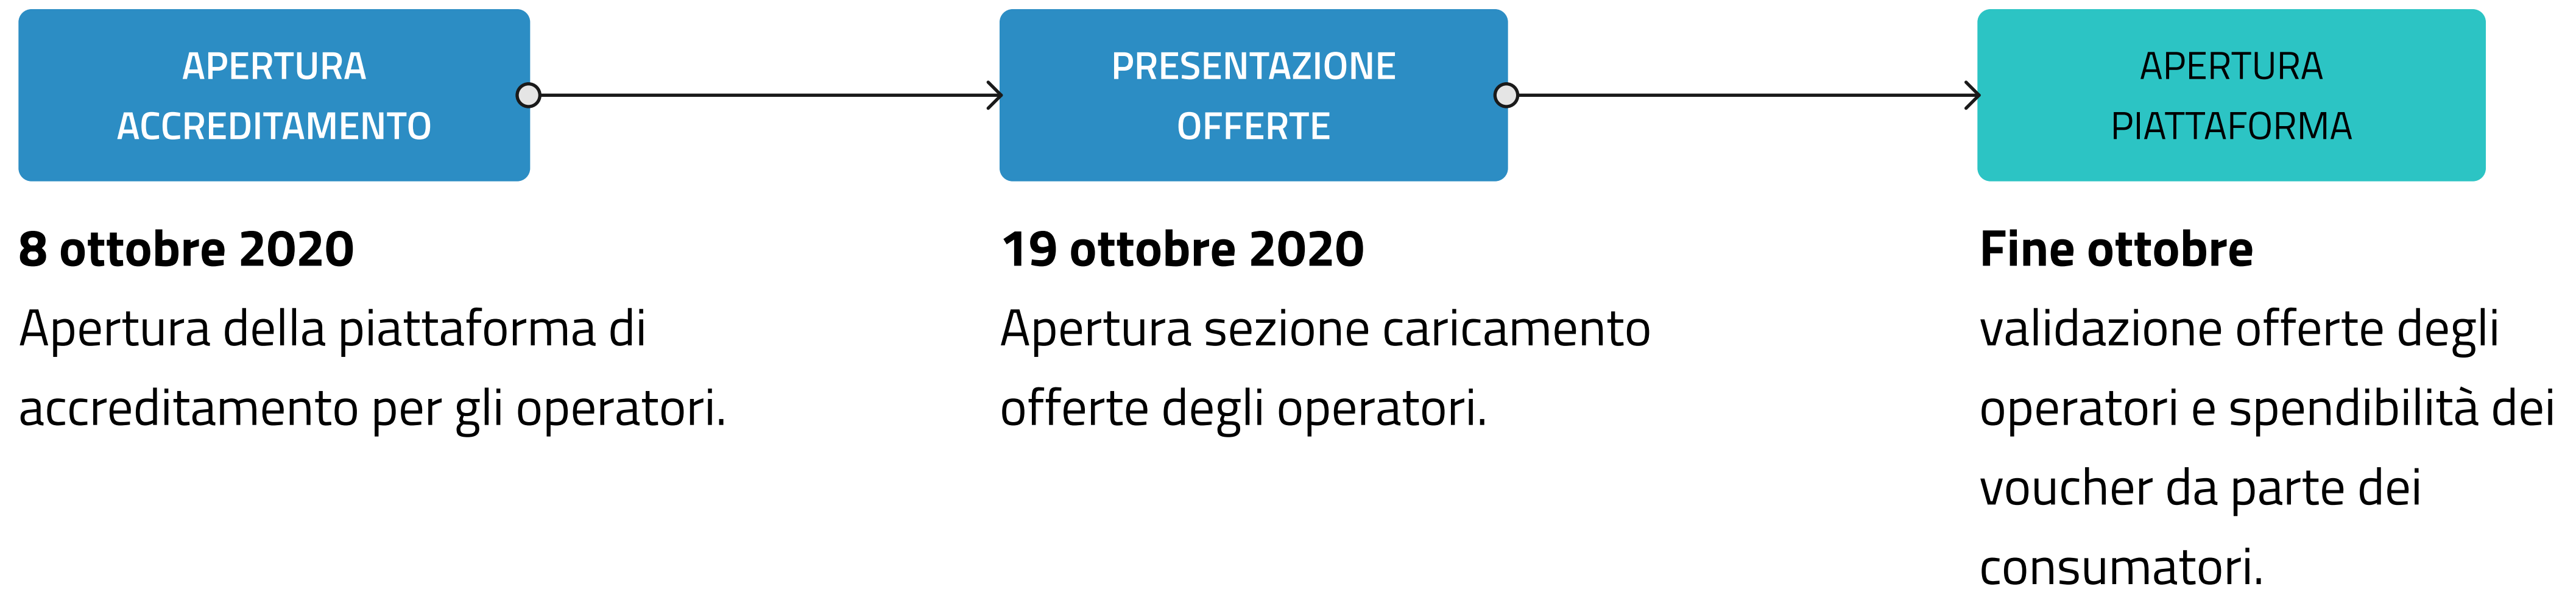 APERTURA
ACCREDITAMENTO
PRESENTAZIONE
OFFERTE
APERTURA
PIATTAFORMA
8 ottobre 2020
Apertura della piattaforma di
accreditamento per gli operatori.
19 ottobre 2020
Apertura sezione caricamento
offerte degli operatori.
Fine ottobre
validazione offerte degli
operatori e spendibilità dei
voucher da parte dei
consumatori.